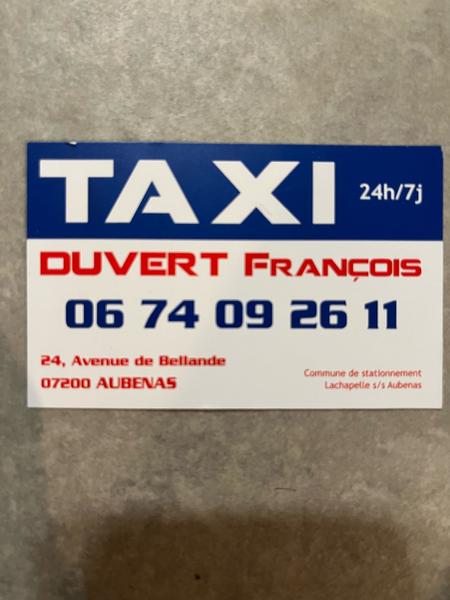 TAXI 24h/7j
DUVERT FRANÇOIS
06 74 09 26 11
24, Avenue de Bellande
07200 AUBENAS
Commune de stationnement
Lachapelle s/s Aubenas